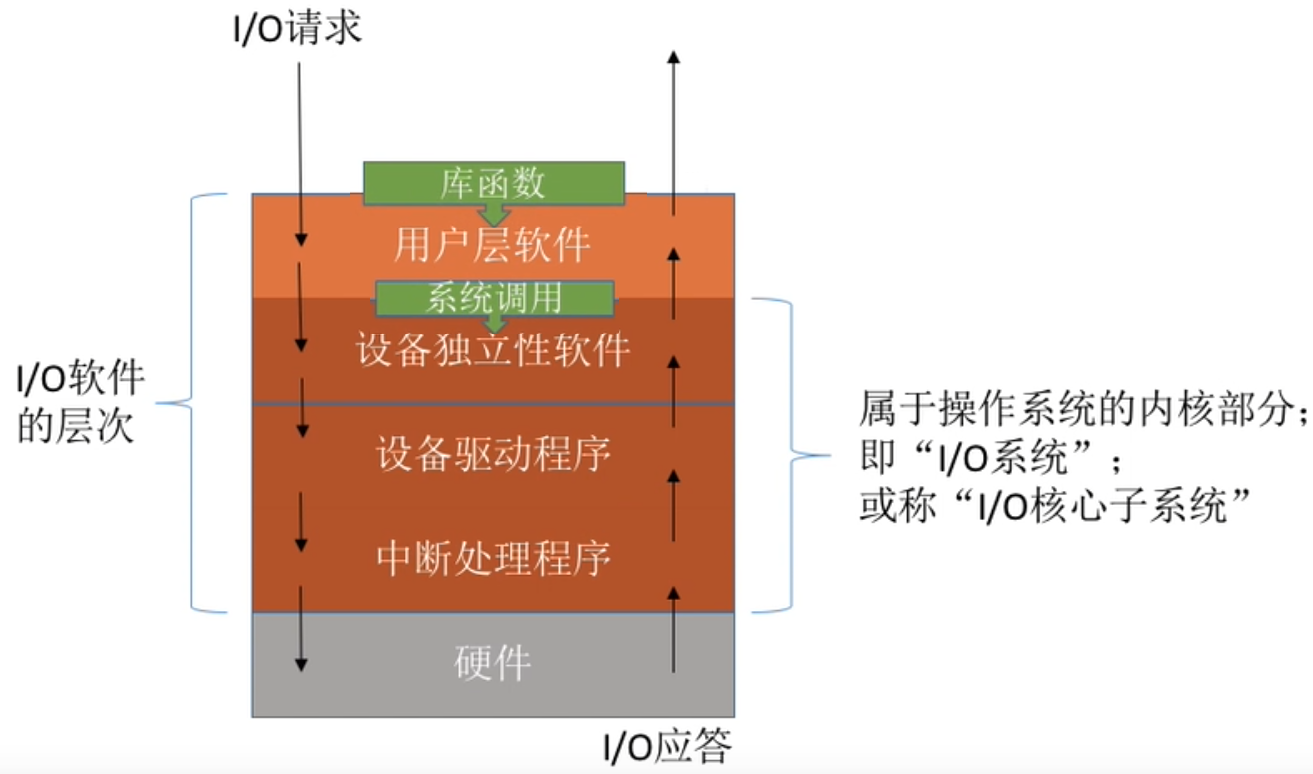 I/O请求
库函数
用户层软件
系统调用
设备独立性软件
I/O软件
的层次
设备驱动程序
属于操作系统的内核部分；
即“I/O系统”；
或称“I/O核心子系统”
中断处理程序
硬件
I/O应答